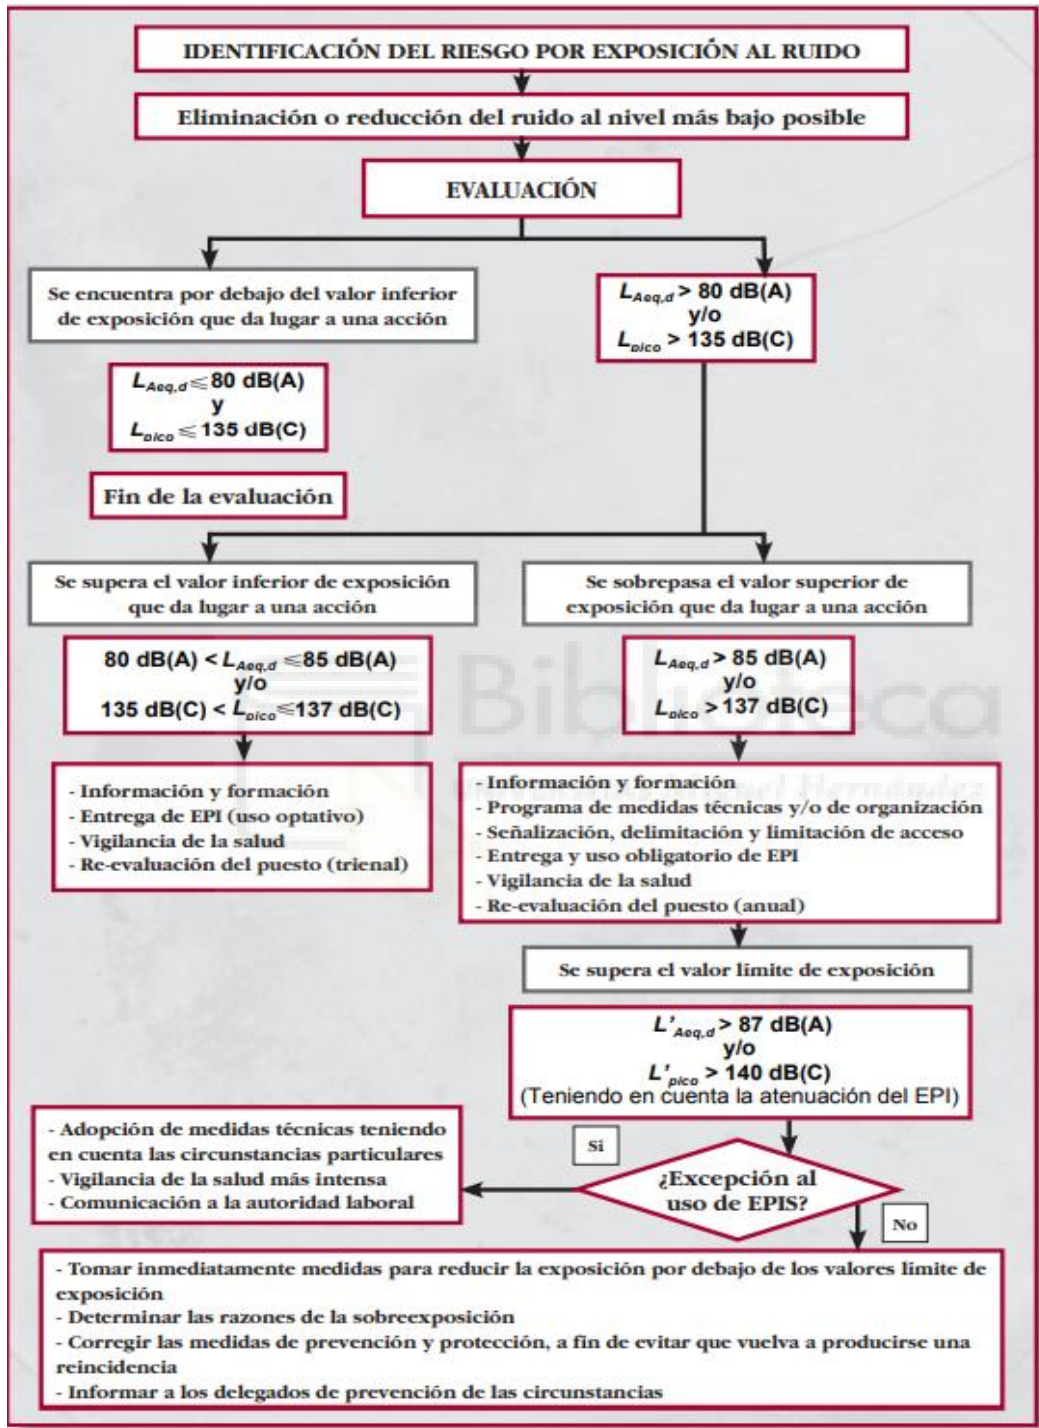 IDENTIFICACIÓN DEL RIESGO POR EXPOSICIÓN AL RUIDO
Eliminación o reducción del ruido al nivel más bajo posible
EVALUACIÓN
Se encuentra por debajo del valor inferior
de exposición que da lugar a una acción
L Aeq,d ≤ 80 dB(A)
y
L pico ≤ 135 dB(C)
Fin de la evaluación
L Aeq,d > 80 dB(A)
y/o
L pico > 135 dB(C)
Se supera el valor inferior de exposición
que da lugar a una acción
80 dB(A) < L Aeq,d ≤85 dB(A)
y/o
135 dB(C) < L pico ≤137 dB(C)
- Información y formación
- Entrega de EPI (uso optativo)
- Vigilancia de la salud
- Re-evaluación del puesto (trienal)
Se sobrepasa el valor superior de
exposición que da lugar a una acción
L Aeq,d > 85 dB(A)
y/o
L pico > 137 dB(C)
- Información y formación
- Programa de medidas técnicas y/o de organización
- Señalización, delimitación y limitación de acceso
- Entrega y uso obligatorio de EPI
- Vigilancia de la salud
- Re-evaluación del puesto (anual)
Se supera el valor límite de exposición
L' Aeq,d > 87 dB(A)
y/o
L' pico > 140 dB(C)
(Teniendo en cuenta la atenuación del EPI)
¿Excepción al
uso de EPIS?
Sí
- Adopción de medidas técnicas teniendo
en cuenta las circunstancias particulares
- Vigilancia de la salud más intensa
- Comunicación a la autoridad laboral
No
- Tomar inmediatamente medidas para reducir la exposición por debajo de los valores límite de
exposición
- Determinar las razones de la sobreexposición
- Corregir las medidas de prevención y protección, a fin de evitar que vuelva a producirse una
reincidencia
- Informar a los delegados de prevención de las circunstancias
Biblioteca